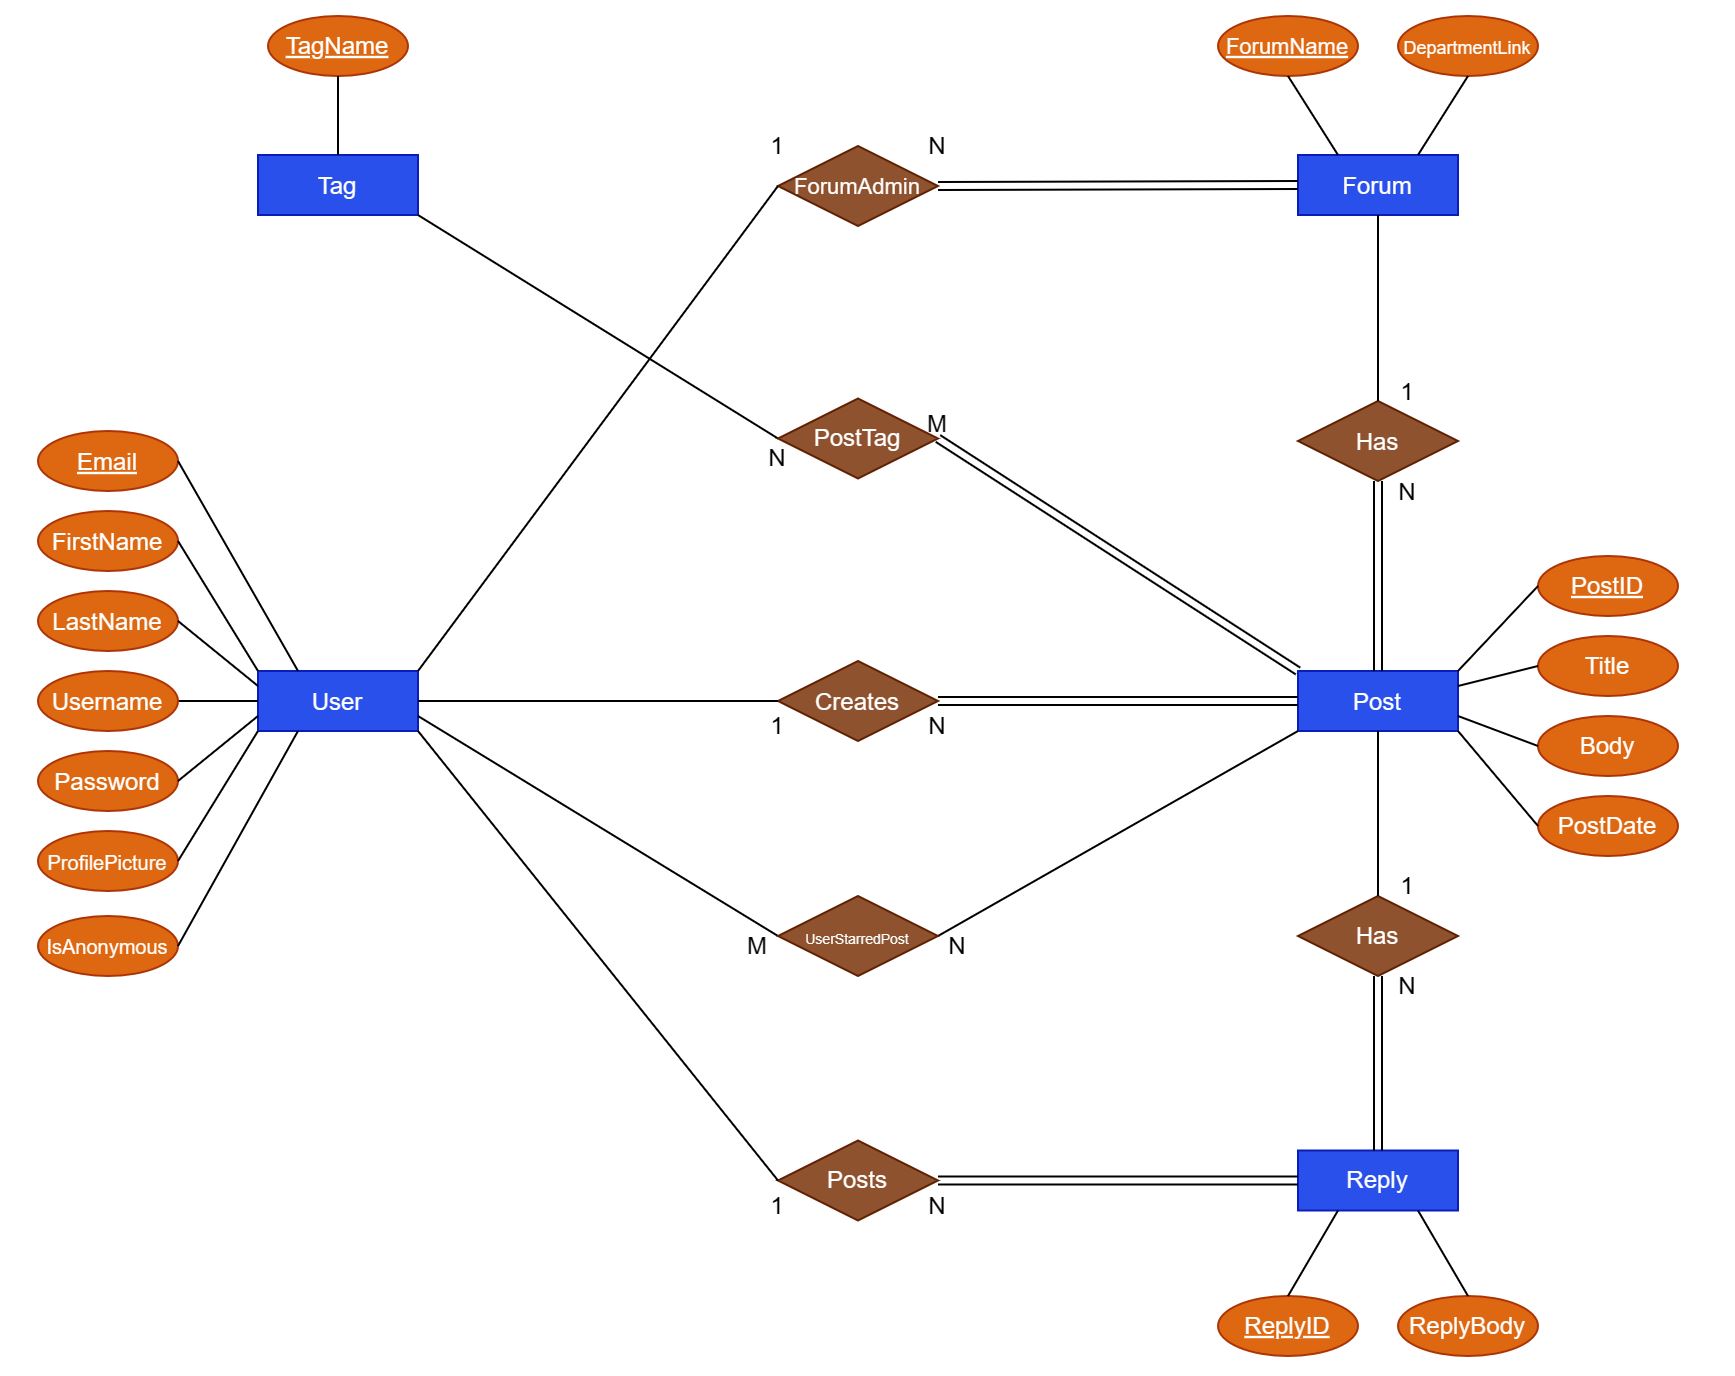 TagName
ForumName
DepartmentLink
1
N
Tag
ForumAdmin
Forum
1
M
PostTag
Has
N
N
Email
FirstName
PostID
LastName
Title
Username
User
Creates
Post
1
N
Body
Password
PostDate
ProfilePicture
1
IsAnonymous
M
UserStarredPost
N
Has
N
Posts
Reply
1
N
ReplyID
ReplyBody